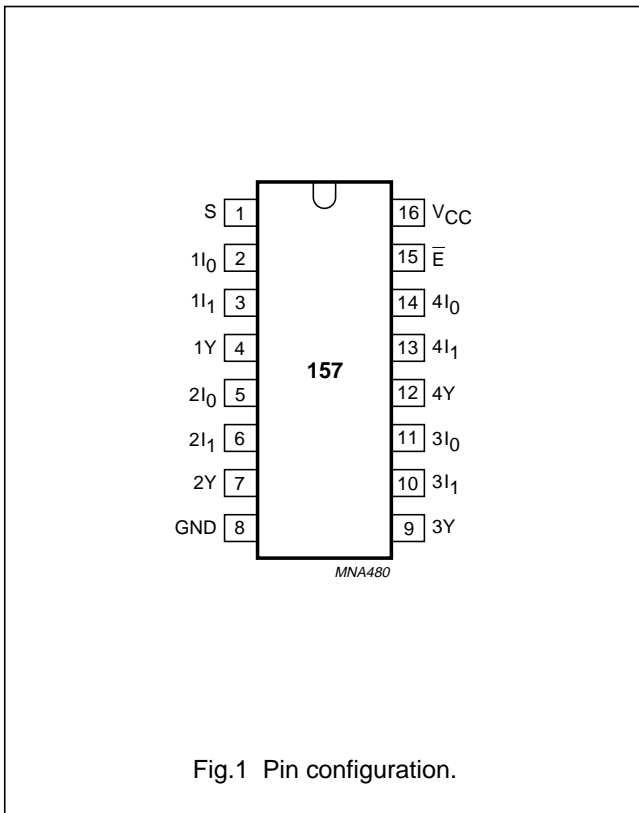 S 1 16 VCC
1I0 2 15 E̅
1I1 3 14 4I0
1Y 4 13 4I1
157
2I0 5 12 4Y
2I1 6 11 3I0
2Y 7 10 3I1
GND 8 9 3Y
MNA480
Fig.1 Pin configuration.